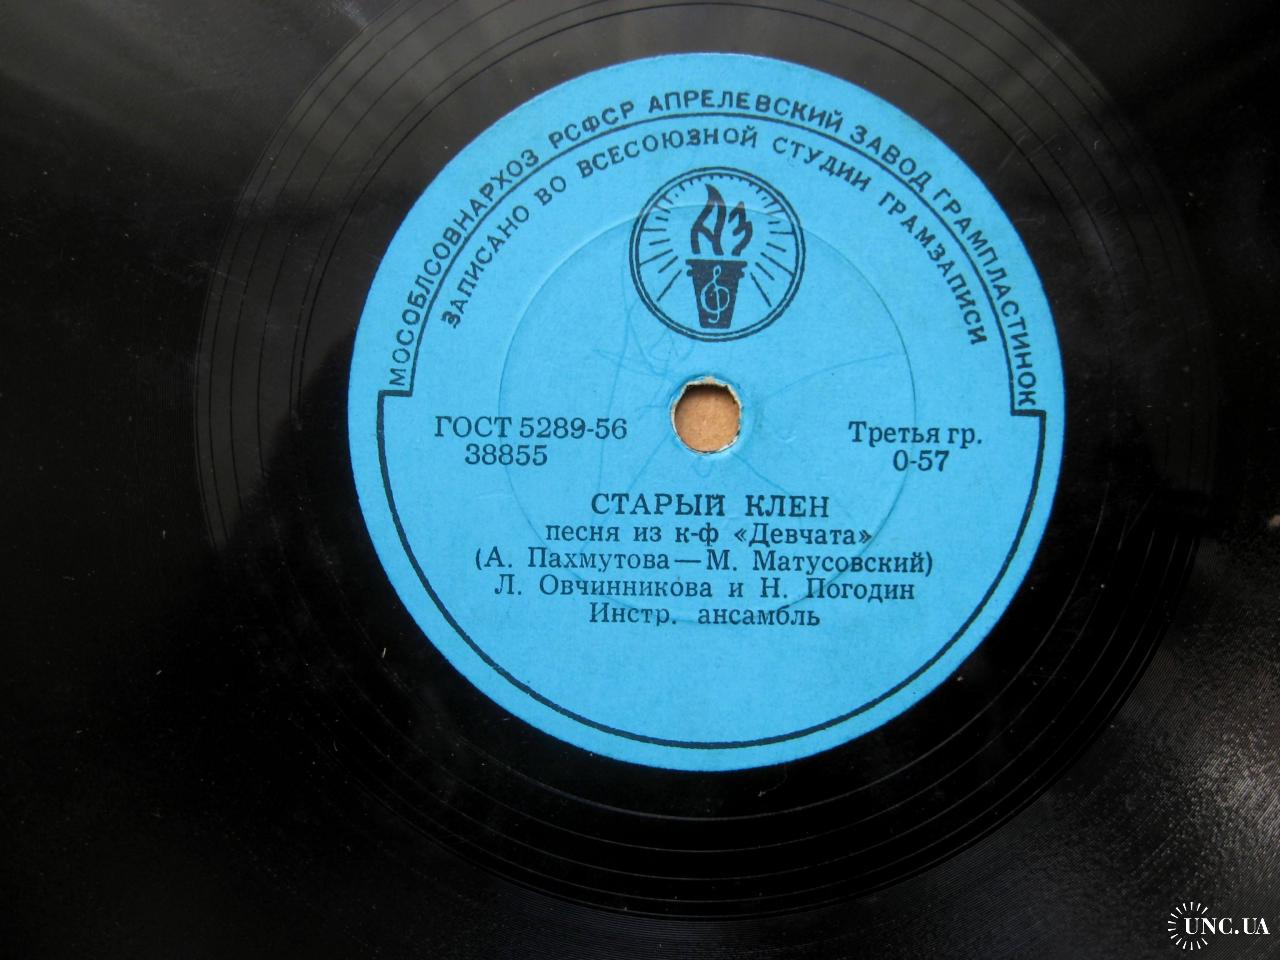 МОСОБЛСОВНАРХОЗ РСФСР АПРЕЛЕВСКИЙ ЗАВОД ГРАМПЛАСТИНОК
ЗАПИСАНО ВО ВСЕСОЮЗНОЙ СТУДИИ ГРАМЗАПИСИ
АЗ
ГОСТ 5289-56
38855
Третья гр.
0-57
СТАРЫЙ КЛЕН
песня из к-ф «Девчата»
(А. Пахмутова — М. Матусовский)
Л. Овчинникова и Н. Погодин
Инстр. ансамбль
UNC.UA